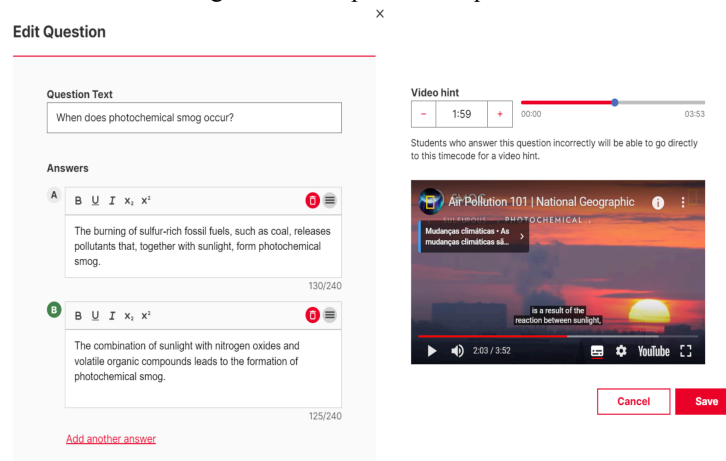 ×
Edit Question
Question Text
When does photochemical smog occur?
Answers
A
B U I x₂ x²
The burning of sulfur-rich fossil fuels, such as coal, releases
pollutants that, together with sunlight, form photochemical
smog.
130/240
B
B U I x₂ x²
The combination of sunlight with nitrogen oxides and
volatile organic compounds leads to the formation of
photochemical smog.
125/240
Add another answer
Video hint
− 1:59 + 00:00 03:53
Students who answer this question incorrectly will be able to go directly
to this timecode for a video hint.
Air Pollution 101 | National Geographic
SULFUROUS PHOTOCHEMICAL
Mudanças climáticas • As
mudanças climáticas sã...
is a result of the
reaction between sunlight,
2:03 / 3:52 YouTube
Cancel Save